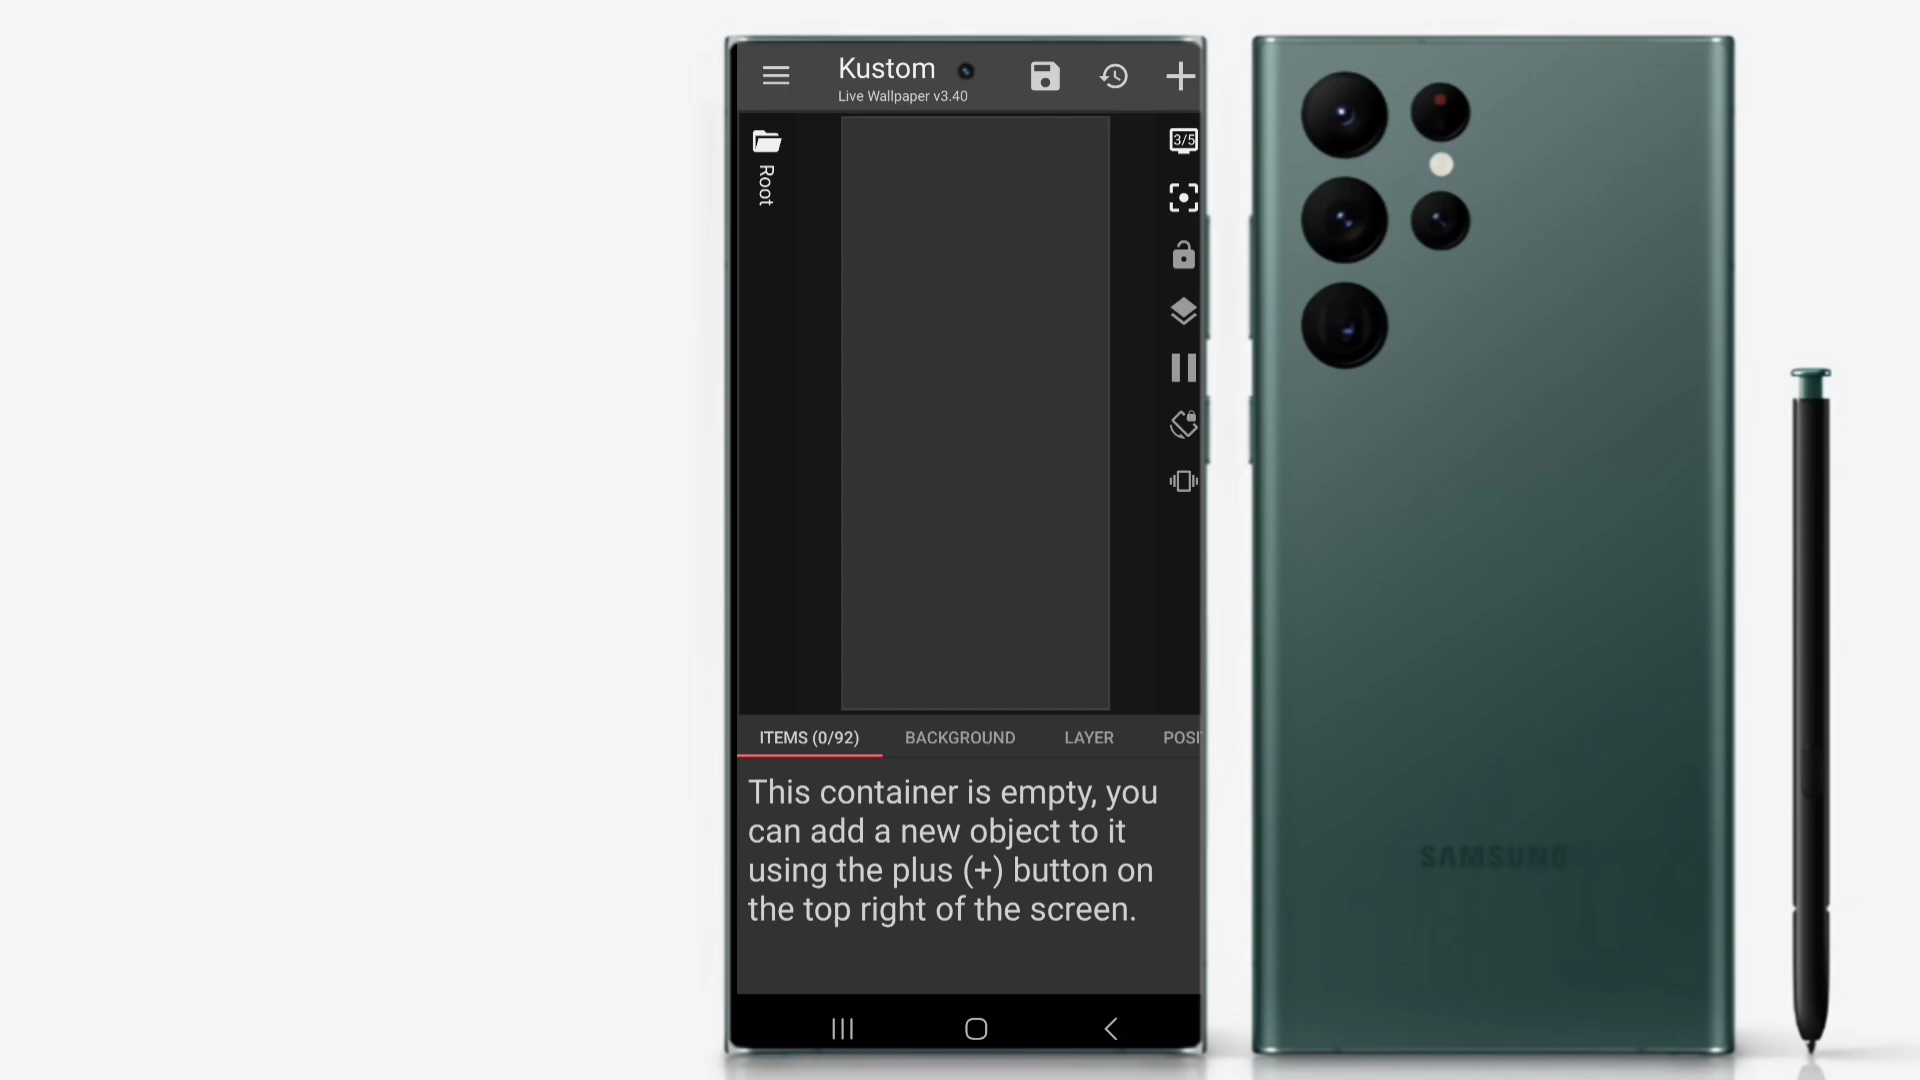 Kustom
Live Wallpaper v3.40
3/5
Root
ITEMS (0/92)
BACKGROUND
LAYER
POSI
This container is empty, you
can add a new object to it
using the plus (+) button on
the top right of the screen.
SAMSUNG